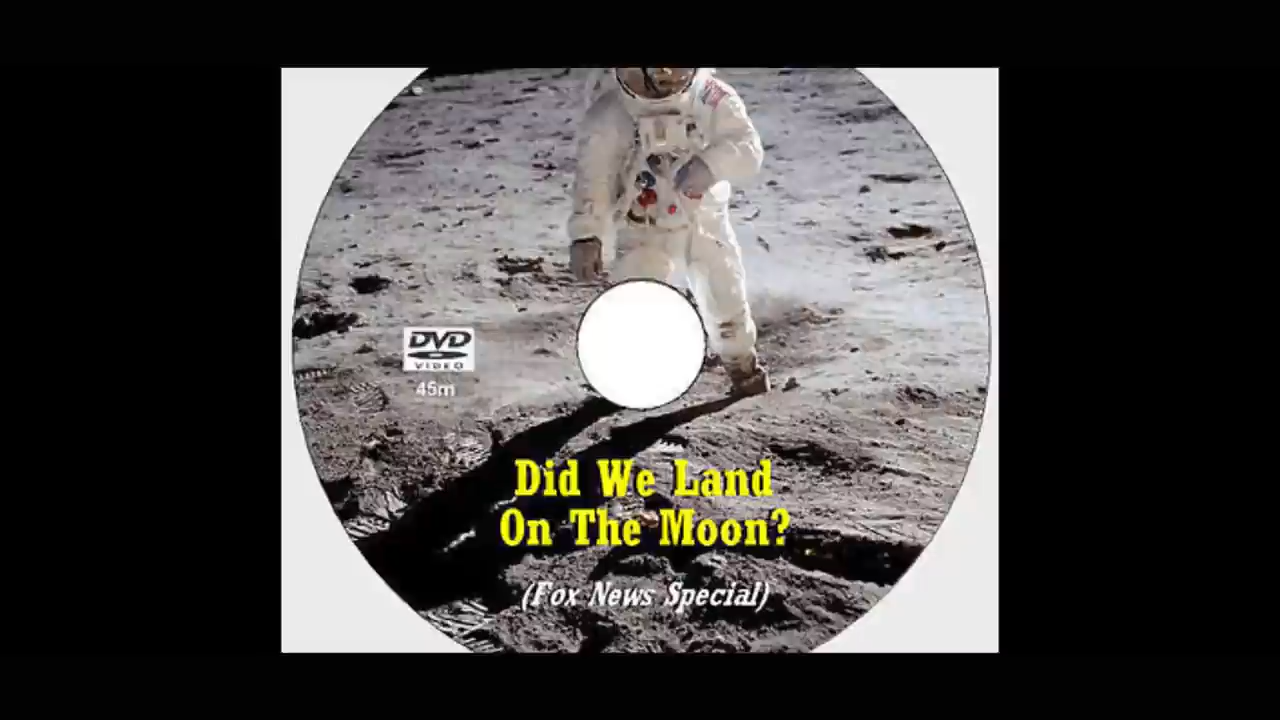 DVD
VIDEO
45m
Did We Land
On The Moon?
(Fox News Special)